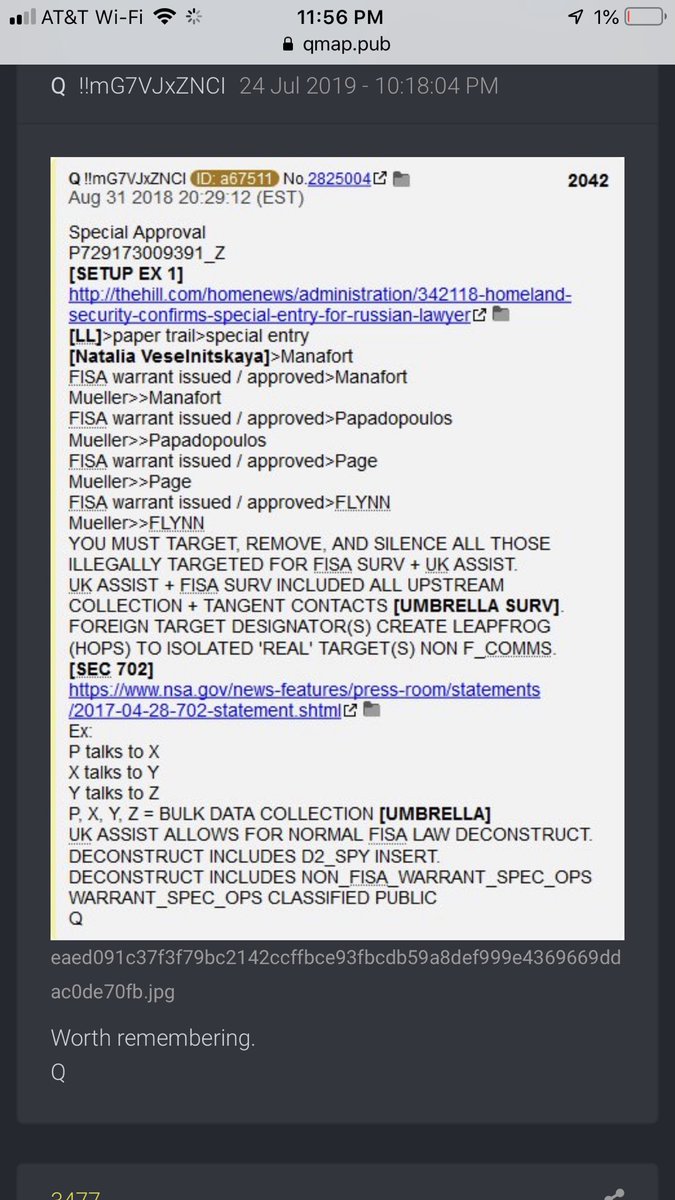 AT&T Wi-Fi 11:56 PM 1%
qmap.pub
Q !!mG7VJxZNCI 24 Jul 2019 - 10:18:04 PM
Q !!mG7VJxZNCI ID: a67511 No.2825004 2042
Aug 31 2018 20:29:12 (EST)
Special Approval
P729173009391_Z
[SETUP EX 1]
http://thehill.com/homenews/administration/342118-homeland-
security-confirms-special-entry-for-russian-lawyer
[LL]>paper trail>special entry
[Natalia Veselnitskaya]>Manafort
FISA warrant issued / approved>Manafort
Mueller>>Manafort
FISA warrant issued / approved>Papadopoulos
Mueller>>Papadopoulos
FISA warrant issued / approved>Page
Mueller>>Page
FISA warrant issued / approved>FLYNN
Mueller>>FLYNN
YOU MUST TARGET, REMOVE, AND SILENCE ALL THOSE
ILLEGALLY TARGETED FOR FISA SURV + UK ASSIST.
UK ASSIST + FISA SURV INCLUDED ALL UPSTREAM
COLLECTION + TANGENT CONTACTS [UMBRELLA SURV].
FOREIGN TARGET DESIGNATOR(S) CREATE LEAPFROG
(HOPS) TO ISOLATED 'REAL' TARGET(S) NON F_COMMS.
[SEC 702]
https://www.nsa.gov/news-features/press-room/statements
/2017-04-28-702-statement.shtml
Ex:
P talks to X
X talks to Y
Y talks to Z
P, X, Y, Z = BULK DATA COLLECTION [UMBRELLA]
UK ASSIST ALLOWS FOR NORMAL FISA LAW DECONSTRUCT.
DECONSTRUCT INCLUDES D2_SPY INSERT.
DECONSTRUCT INCLUDES NON_FISA_WARRANT_SPEC_OPS
WARRANT_SPEC_OPS CLASSIFIED PUBLIC
Q
eaed091c37f3f79bc2142ccffbce93fbcdb59a8def999e4369669dd
ac0de70fb.jpg
Worth remembering.
Q
3477